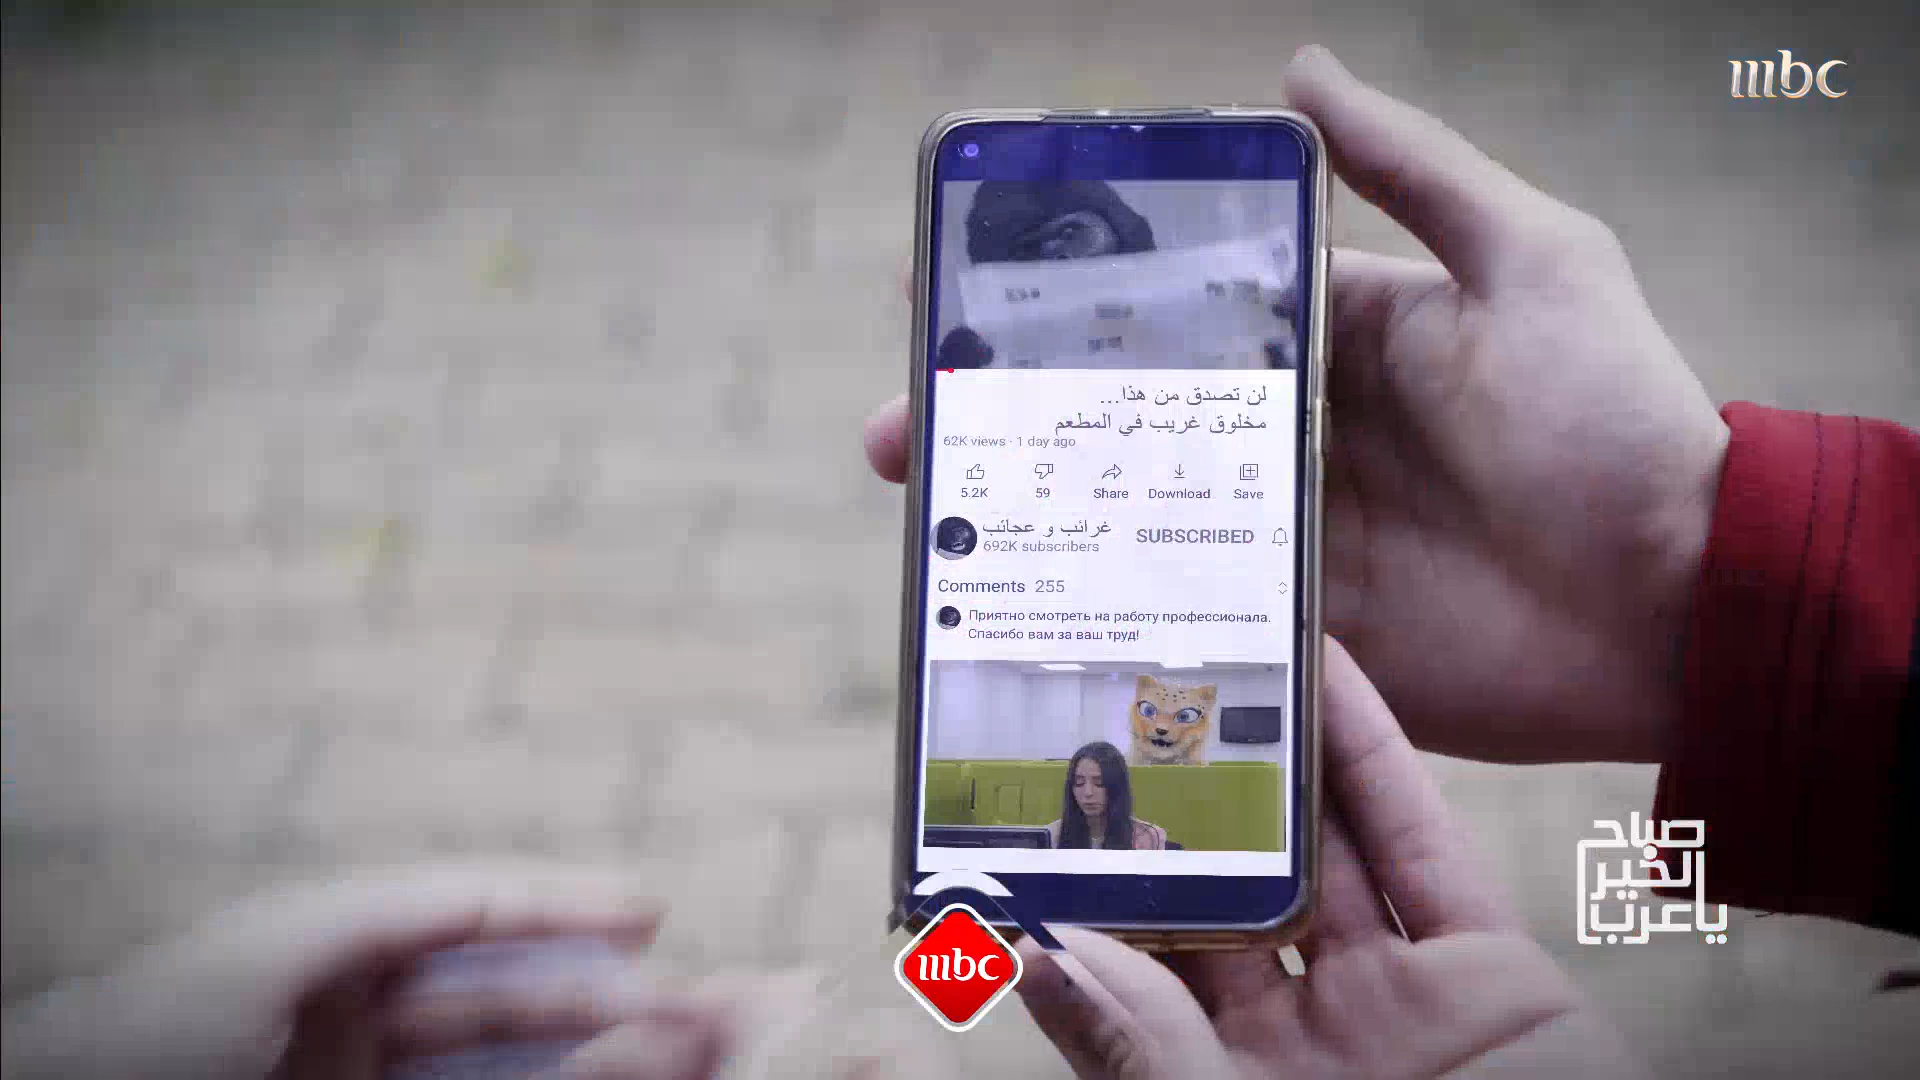 mbc
لن تصدق من هذا...
مخلوق غريب في المطعم
62K views · 1 day ago
5.2K
59
Share
Download
Save
غرائب و عجائب
692K subscribers
SUBSCRIBED
Comments 255
Приятно смотреть на работу профессионала.
Спасибо вам за ваш труд!
صباح
الخير
يا عرب
mbc